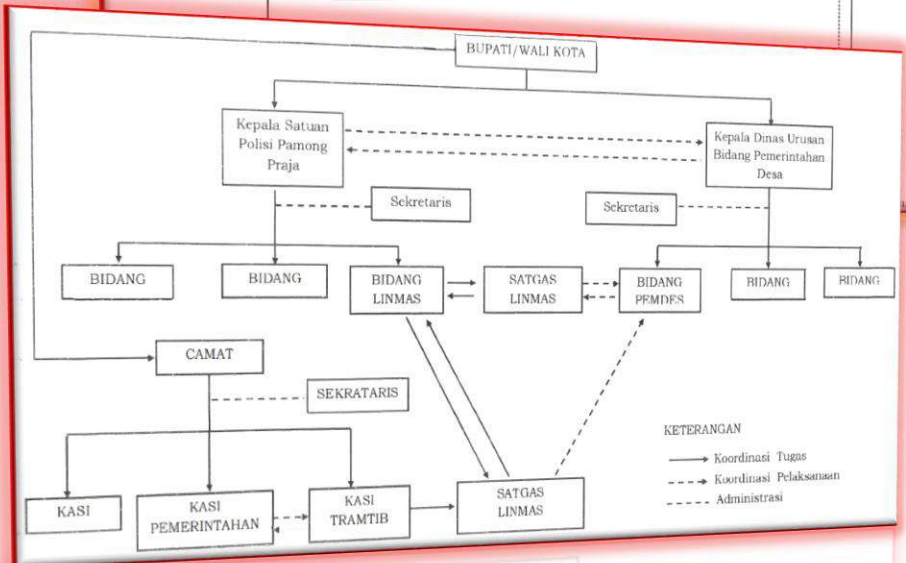 BUPATI/WALI KOTA
Kepala Satuan
Polisi Pamong
Praja
Kepala Dinas Urusan
Bidang Pemerintahan
Desa
Sekretaris
Sekretaris
BIDANG
BIDANG
BIDANG
LINMAS
SATGAS
LINMAS
BIDANG
PEMDES
BIDANG
BIDANG
CAMAT
SEKRATARIS
KASI
KASI
PEMERINTAHAN
KASI
TRAMTIB
SATGAS
LINMAS
KETERANGAN
Koordinasi Tugas
Koordinasi Pelaksanaan
Administrasi